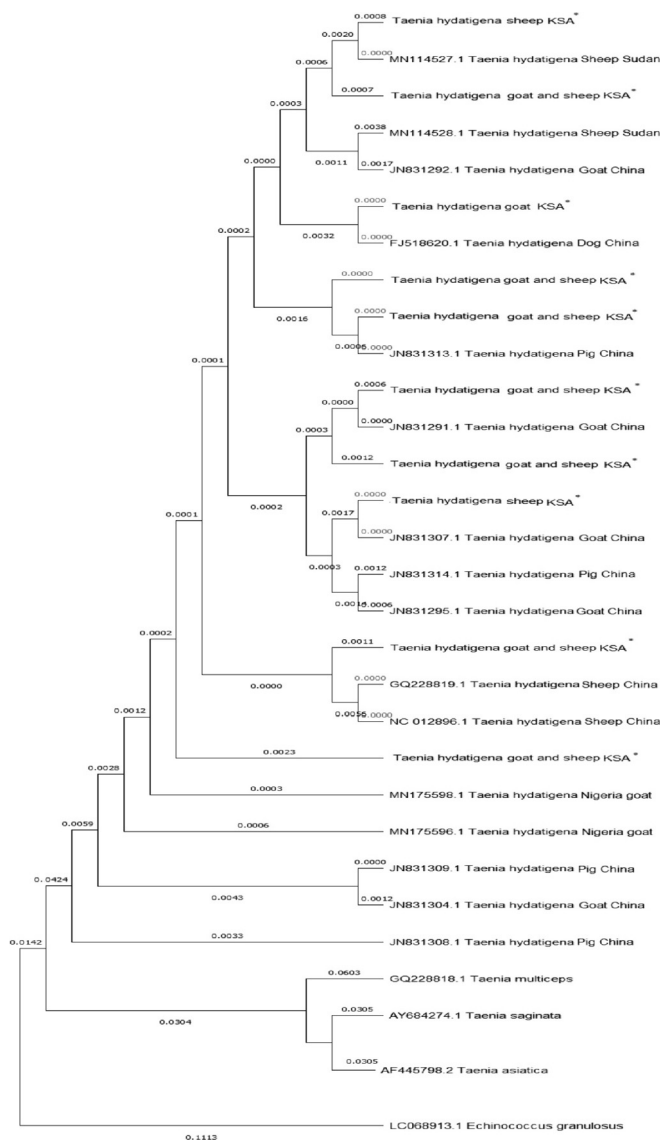 0.0008
Taenia hydatigena sheep KSA*
0.0020
0.0000
MN114527.1 Taenia hydatigena Sheep Sudan
0.0006
0.0007
Taenia hydatigena goat and sheep KSA*
0.0003
0.0038
MN114528.1 Taenia hydatigena Sheep Sudan
0.0011
0.0017
JN831292.1 Taenia hydatigena Goat China
0.0000
0.0000
Taenia hydatigena goat KSA*
0.0032
0.0000
FJ518620.1 Taenia hydatigena Dog China
0.0002
0.0000
Taenia hydatigena goat and sheep KSA*
0.0016
0.0000
Taenia hydatigena goat and sheep KSA*
0.0006
0.0000
JN831313.1 Taenia hydatigena Pig China
0.0001
0.0006
Taenia hydatigena goat and sheep KSA*
0.0000
0.0000
JN831291.1 Taenia hydatigena Goat China
0.0003
0.0012
Taenia hydatigena goat and sheep KSA*
0.0002
0.0000
Taenia hydatigena sheep KSA*
0.0017
0.0000
JN831307.1 Taenia hydatigena Goat China
0.0001
0.0003
0.0012
JN831314.1 Taenia hydatigena Pig China
0.0014
0.0006
JN831295.1 Taenia hydatigena Goat China
0.0002
0.0011
Taenia hydatigena goat and sheep KSA*
0.0000
0.0000
GQ228819.1 Taenia hydatigena Sheep China
0.0056
0.0000
NC 012896.1 Taenia hydatigena Sheep China
0.0012
0.0023
Taenia hydatigena goat and sheep KSA*
0.0028
0.0003
MN175598.1 Taenia hydatigena Nigeria goat
0.0059
0.0006
MN175596.1 Taenia hydatigena Nigeria goat
0.0000
JN831309.1 Taenia hydatigena Pig China
0.0424
0.0043
0.0012
JN831304.1 Taenia hydatigena Goat China
0.0142
0.0033
JN831308.1 Taenia hydatigena Pig China
0.0603
GQ228818.1 Taenia multiceps
0.0304
0.0305
AY684274.1 Taenia saginata
0.0305
AF445798.2 Taenia asiatica
0.1113
LC068913.1 Echinococcus granulosus